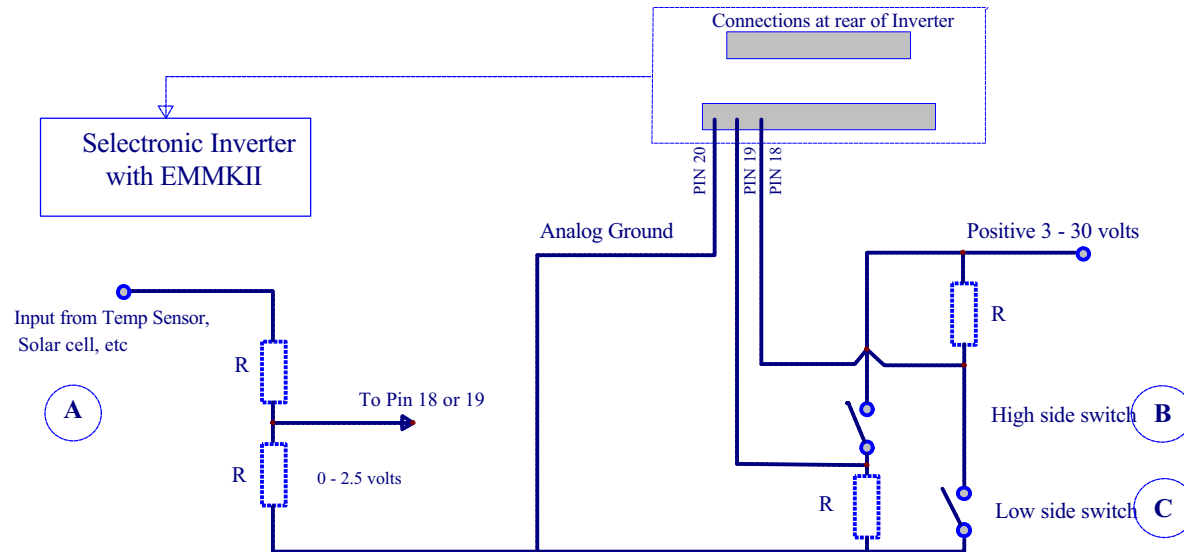 Connections at rear of Inverter
Selectronic Inverter
with EMMKII
PIN 20
PIN 19
PIN 18
Analog Ground
Positive 3 - 30 volts
Input from Temp Sensor,
Solar cell, etc
R
R
A
To Pin 18 or 19
High side switch
B
R
0 - 2.5 volts
R
Low side switch
C